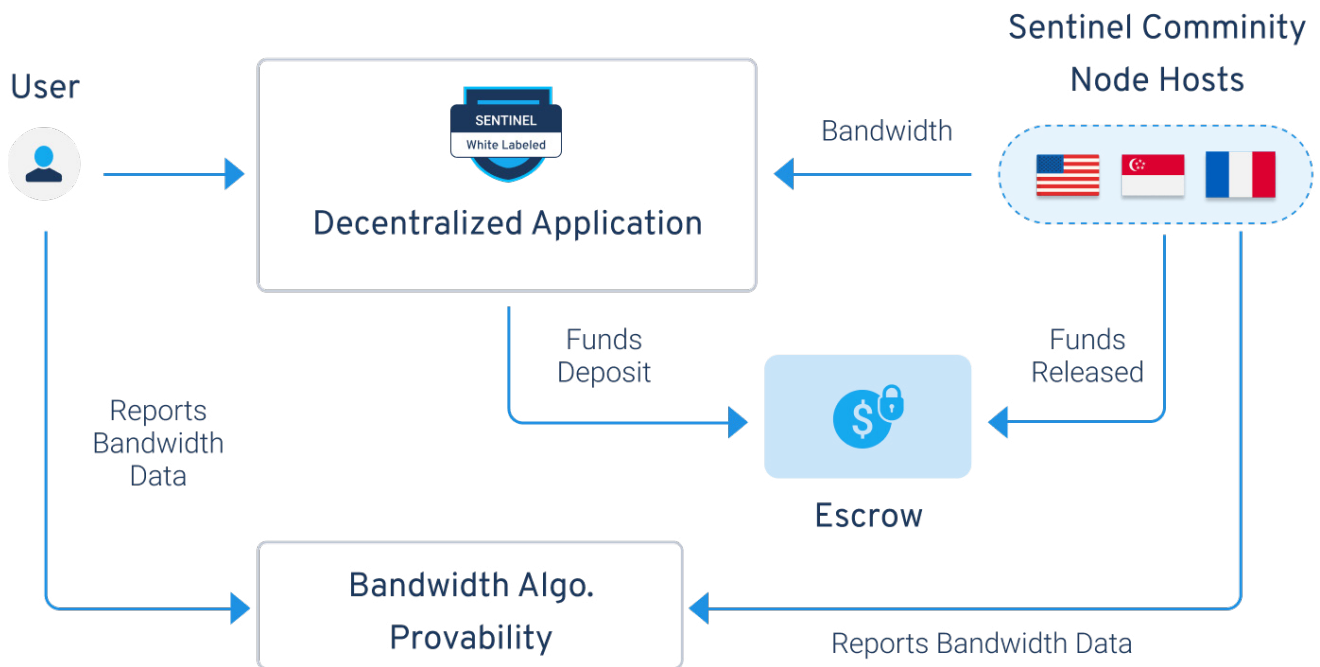 Sentinel Comminity
Node Hosts
User
SENTINEL
White Labeled
Decentralized Application
Bandwidth
Funds
Deposit
Funds
Released
Reports
Bandwidth
Data
$
Escrow
Bandwidth Algo.
Provability
Reports Bandwidth Data